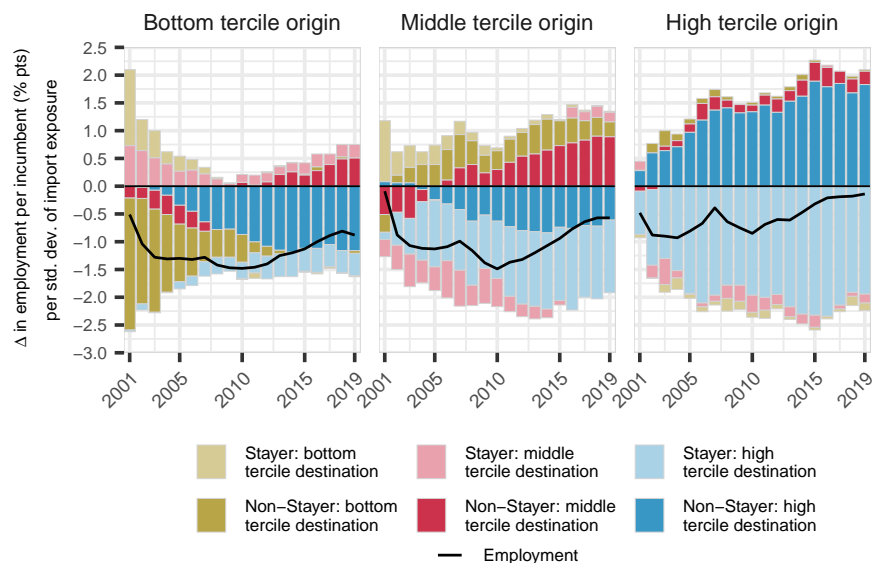 Bottom tercile origin
Middle tercile origin
High tercile origin
Δ in employment per incumbent (% pts)
per std. dev. of import exposure
2.5
2.0
1.5
1.0
0.5
0.0
−0.5
−1.0
−1.5
−2.0
−2.5
−3.0
2001 2005 2010 2015 2019
2001 2005 2010 2015 2019
2001 2005 2010 2015 2019
Stayer: bottom
tercile destination
Stayer: middle
tercile destination
Stayer: high
tercile destination
Non−Stayer: bottom
tercile destination
Non−Stayer: middle
tercile destination
Non−Stayer: high
tercile destination
Employment